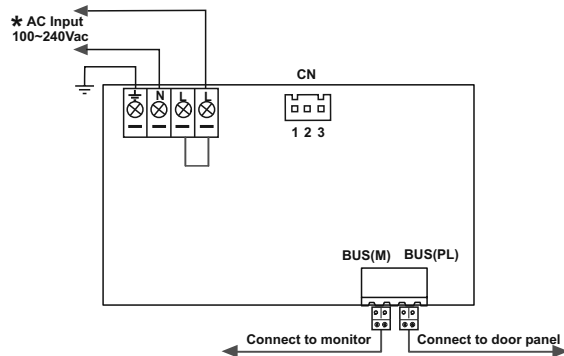 * AC Input
100~240Vac
N L L
CN
1 2 3
BUS(M) BUS(PL)
Connect to monitor
Connect to door panel